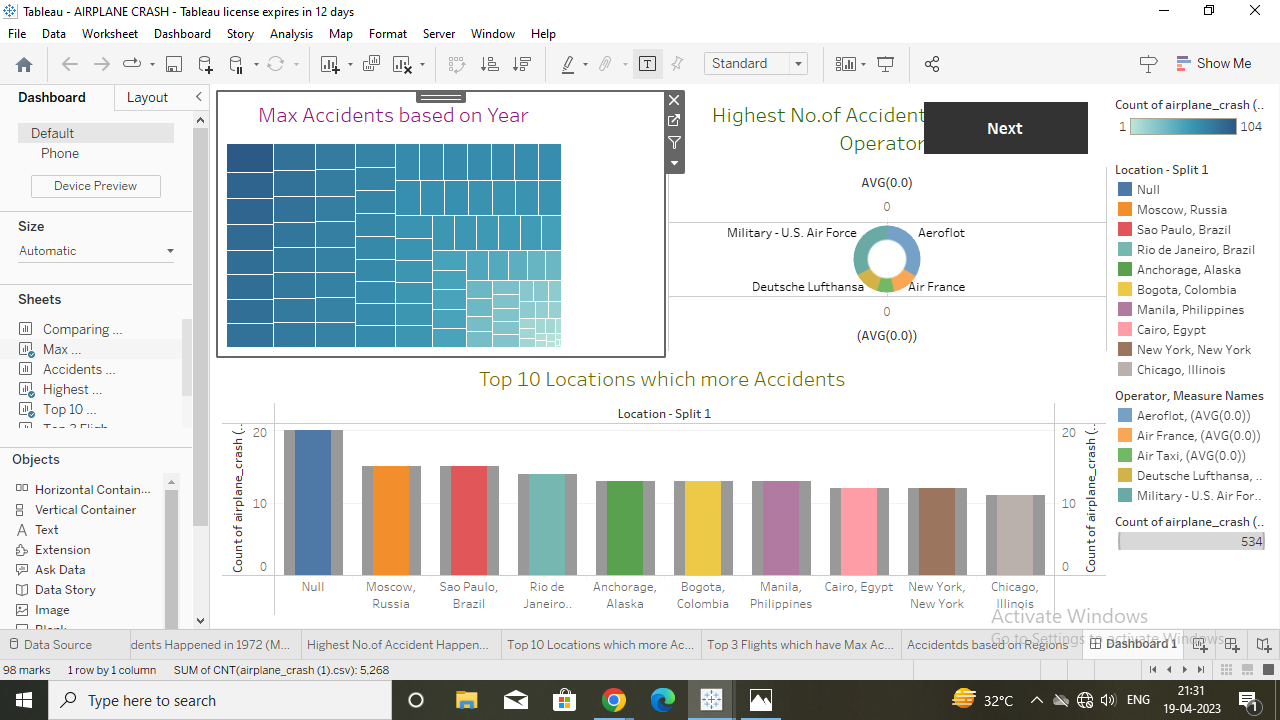 Tableau - AIRPLANE CRASH - Tableau license expires in 12 days
File Data Worksheet Dashboard Story Analysis Map Format Server Window Help
Standard
Show Me
Dashboard Layout
Default
Phone
Device Preview
Size
Automatic
Sheets
Comparing ...
Max ...
Accidents ...
Highest ...
Top 10 ...
Objects
Horizontal Contain...
Vertical Container
Text
Extension
Ask Data
Data Story
Image
Max Accidents based on Year
Highest No.of Accident
Operator
Next
AVG(0.0)
0
Military - U.S. Air Force
Aeroflot
Deutsche Lufthansa
Air France
0
(AVG(0.0))
Top 10 Locations which more Accidents
Location - Split 1
Count of airplane_crash (..
20
10
0
Null
Moscow, Russia
Sao Paulo, Brazil
Rio de Janeiro..
Anchorage, Alaska
Bogota, Colombia
Manila, Philippines
Cairo, Egypt
New York, New York
Chicago, Illinois
20
10
0
Count of airplane_crash (..
Count of airplane_crash (..
1 104
Location - Split 1
Null
Moscow, Russia
Sao Paulo, Brazil
Rio de Janeiro, Brazil
Anchorage, Alaska
Bogota, Colombia
Manila, Philippines
Cairo, Egypt
New York, New York
Chicago, Illinois
Operator, Measure Names
Aeroflot, (AVG(0.0))
Air France, (AVG(0.0))
Air Taxi, (AVG(0.0))
Deutsche Lufthansa, ..
Military - U.S. Air For..
Count of airplane_crash (..
534
Activate Windows
Go to Settings to activate Windows.
Data Source
dents Happened in 1972 (M...
Highest No.of Accident Happen...
Top 10 Locations which more Ac...
Top 3 Flights which have Max Ac...
Accidentds based on Regions
Dashboard 1
98 marks 1 row by 1 column SUM of CNT(airplane_crash (1).csv): 5,268
Type here to search
32°C
ENG
21:31
19-04-2023
1